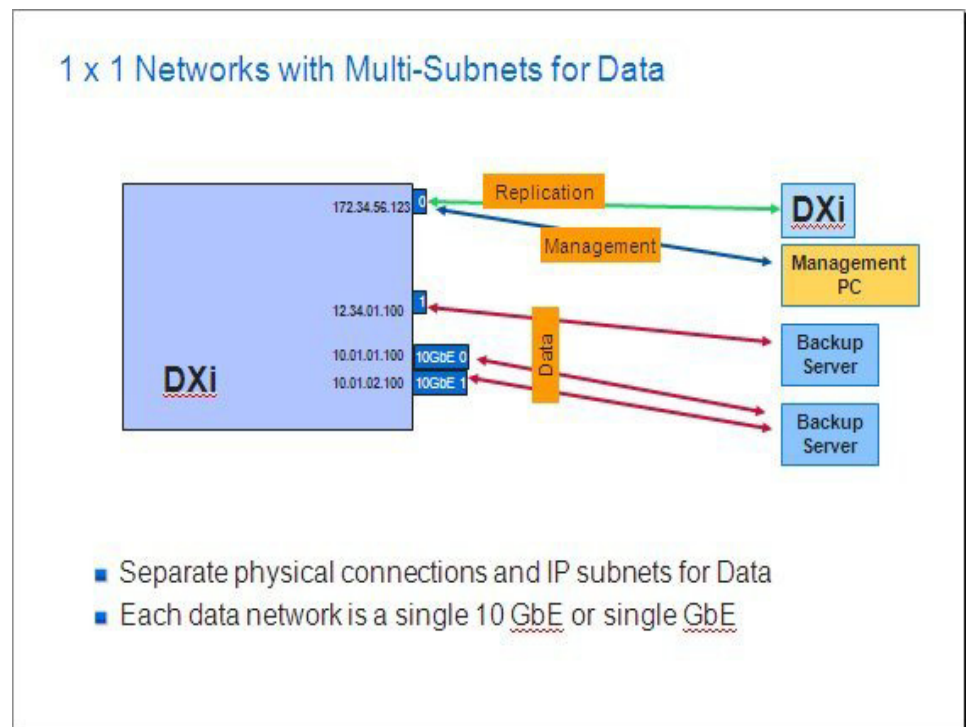 1 x 1 Networks with Multi-Subnets for Data
Replication
172.34.56.123 0
DXi
Management
Management
PC
12.34.01.100 1
Data
Backup
Server
10.01.01.100 10GbE 0
10.01.02.100 10GbE 1
DXi
Backup
Server
Separate physical connections and IP subnets for Data
Each data network is a single 10 GbE or single GbE